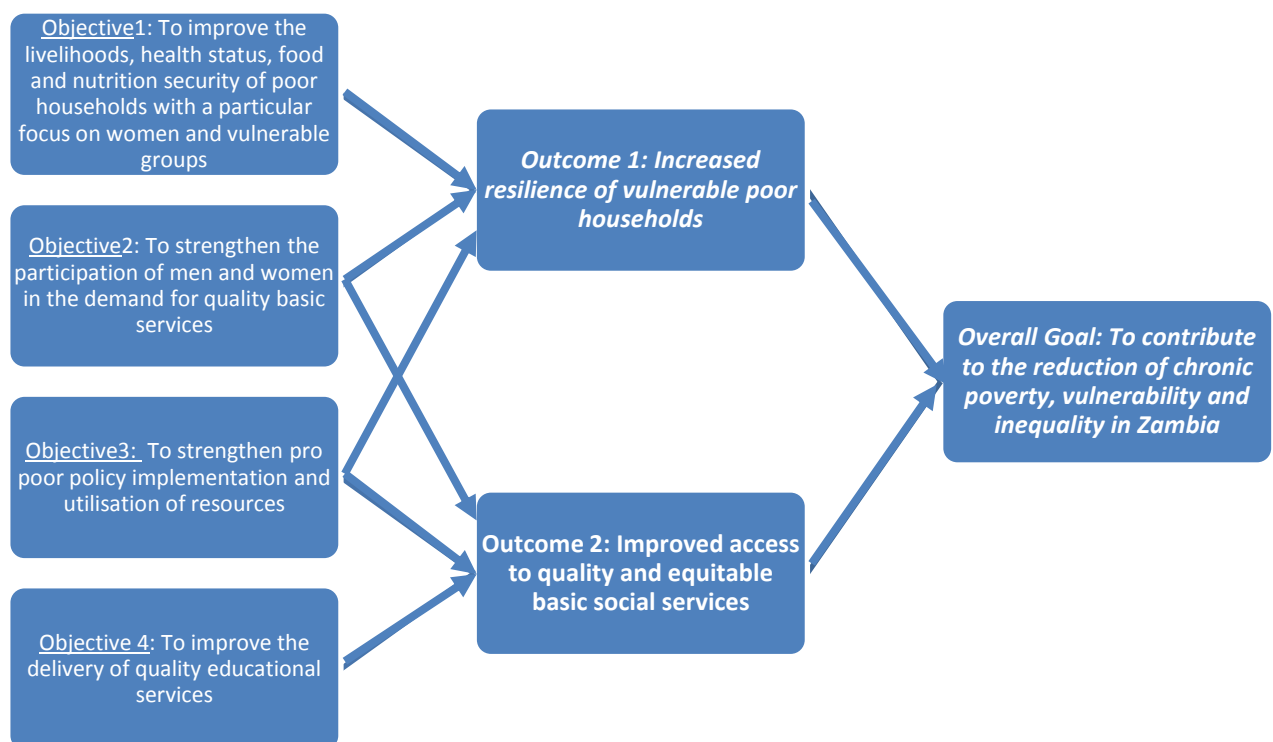 Objective1: To improve the
livelihoods, health status, food
and nutrition security of poor
households with a particular
focus on women and vulnerable
groups
Objective2: To strengthen the
participation of men and women
in the demand for quality basic
services
Objective3: To strengthen pro
poor policy implementation and
utilisation of resources
Objective 4: To improve the
delivery of quality educational
services
Outcome 1: Increased
resilience of vulnerable poor
households
Outcome 2: Improved access
to quality and equitable
basic social services
Overall Goal: To contribute
to the reduction of chronic
poverty, vulnerability and
inequality in Zambia